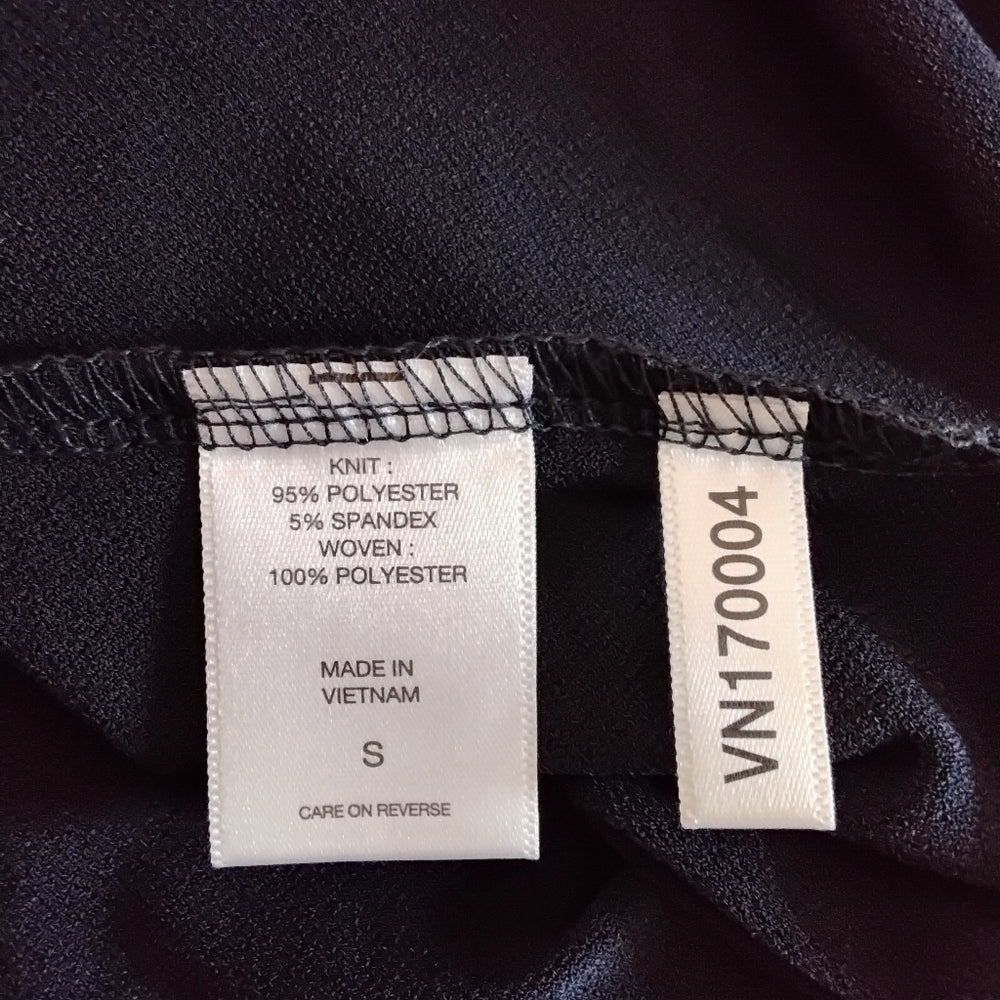 KNIT :
95% POLYESTER
5% SPANDEX
WOVEN :
100% POLYESTER
MADE IN
VIETNAM
S
CARE ON REVERSE
VN170004